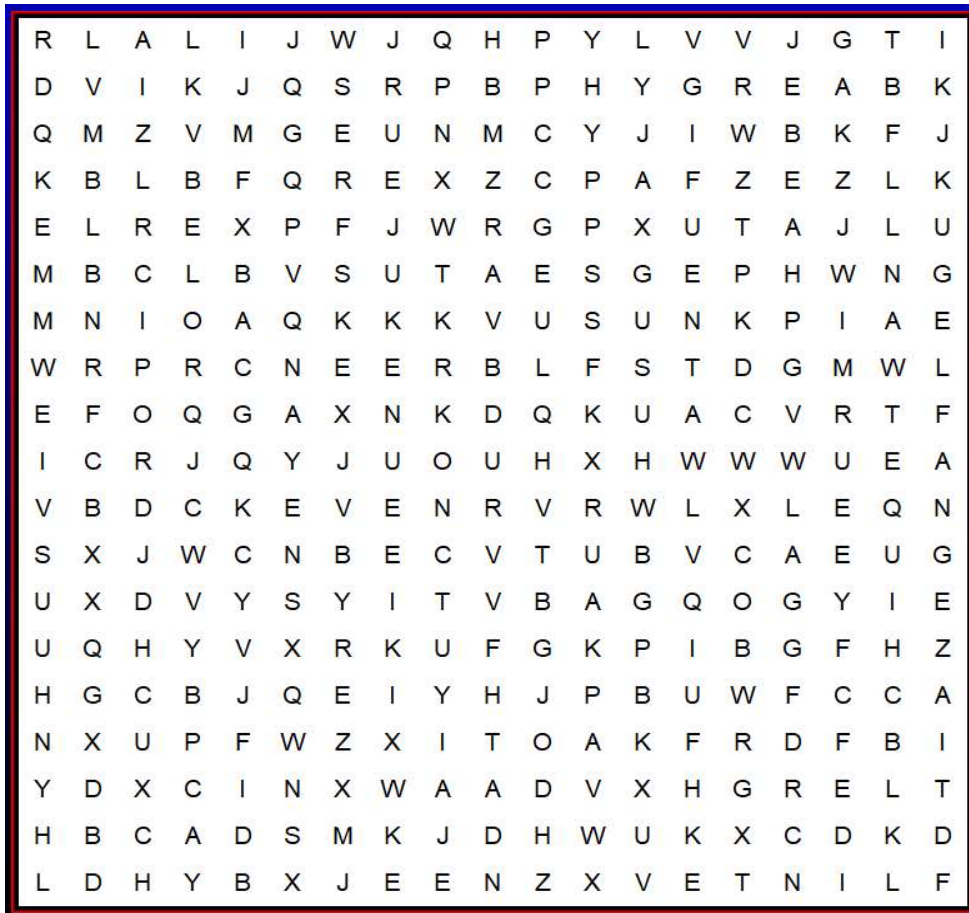 R L A L I J W J Q H P Y L V V J G T I
D V I K J Q S R P B P H Y G R E A B K
Q M Z V M G E U N M C Y J I W B K F J
K B L B F Q R E X Z C P A F Z E Z L K
E L R E X P F J W R G P X U T A J L U
M B C L B V S U T A E S G E P H W N G
M N I O A Q K K K V U S U N K P I A E
W R P R C N E E R B L F S T D G M W L
E F O Q G A X N K D Q K U A C V R T F
I C R J Q Y J U O U H X H W W W U E A
V B D C K E V E N R V R W L X L E Q N
S X J W C N B E C V T U B V C A E U G
U X D V Y S Y I T V B A G Q O G Y I E
U Q H Y V X R K U F G K P I B G F H Z
H G C B J Q E I Y H J P B U W F C C A
N X U P F W Z X I T O A K F R D F B I
Y D X C I N X W A A D V X H G R E L T
H B C A D S M K J D H W U K X C D K D
L D H Y B X J E E N Z X V E T N I L F